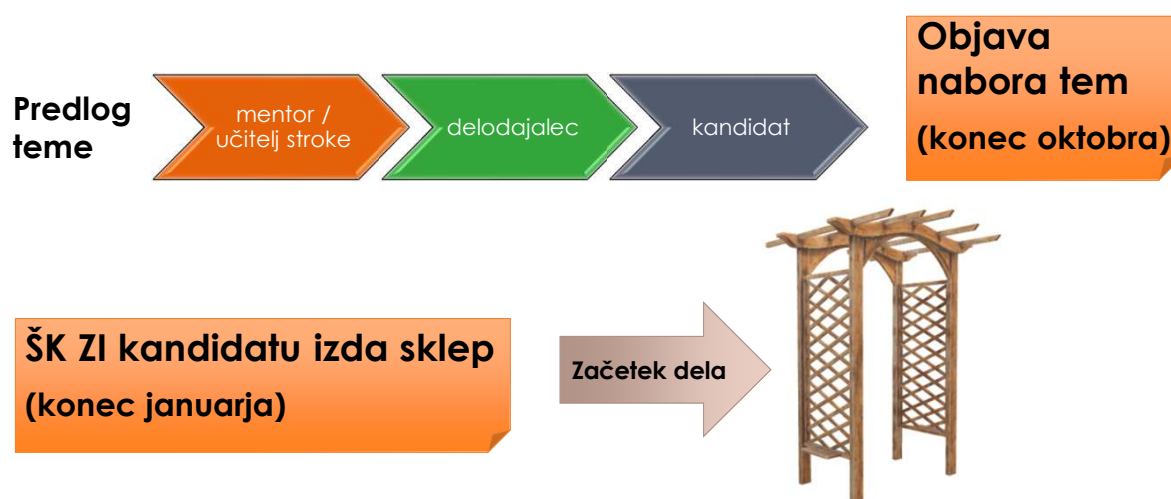 Predlog
teme
mentor /
učitelj stroke
delodajalec
kandidat
Objava
nabora tem
(konec oktobra)
ŠK ZI kandidatu izda sklep
(konec januarja)
Začetek dela